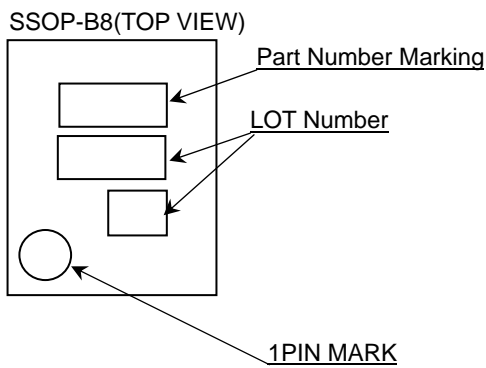 SSOP-B8(TOP VIEW)
Part Number Marking
LOT Number
1PIN MARK